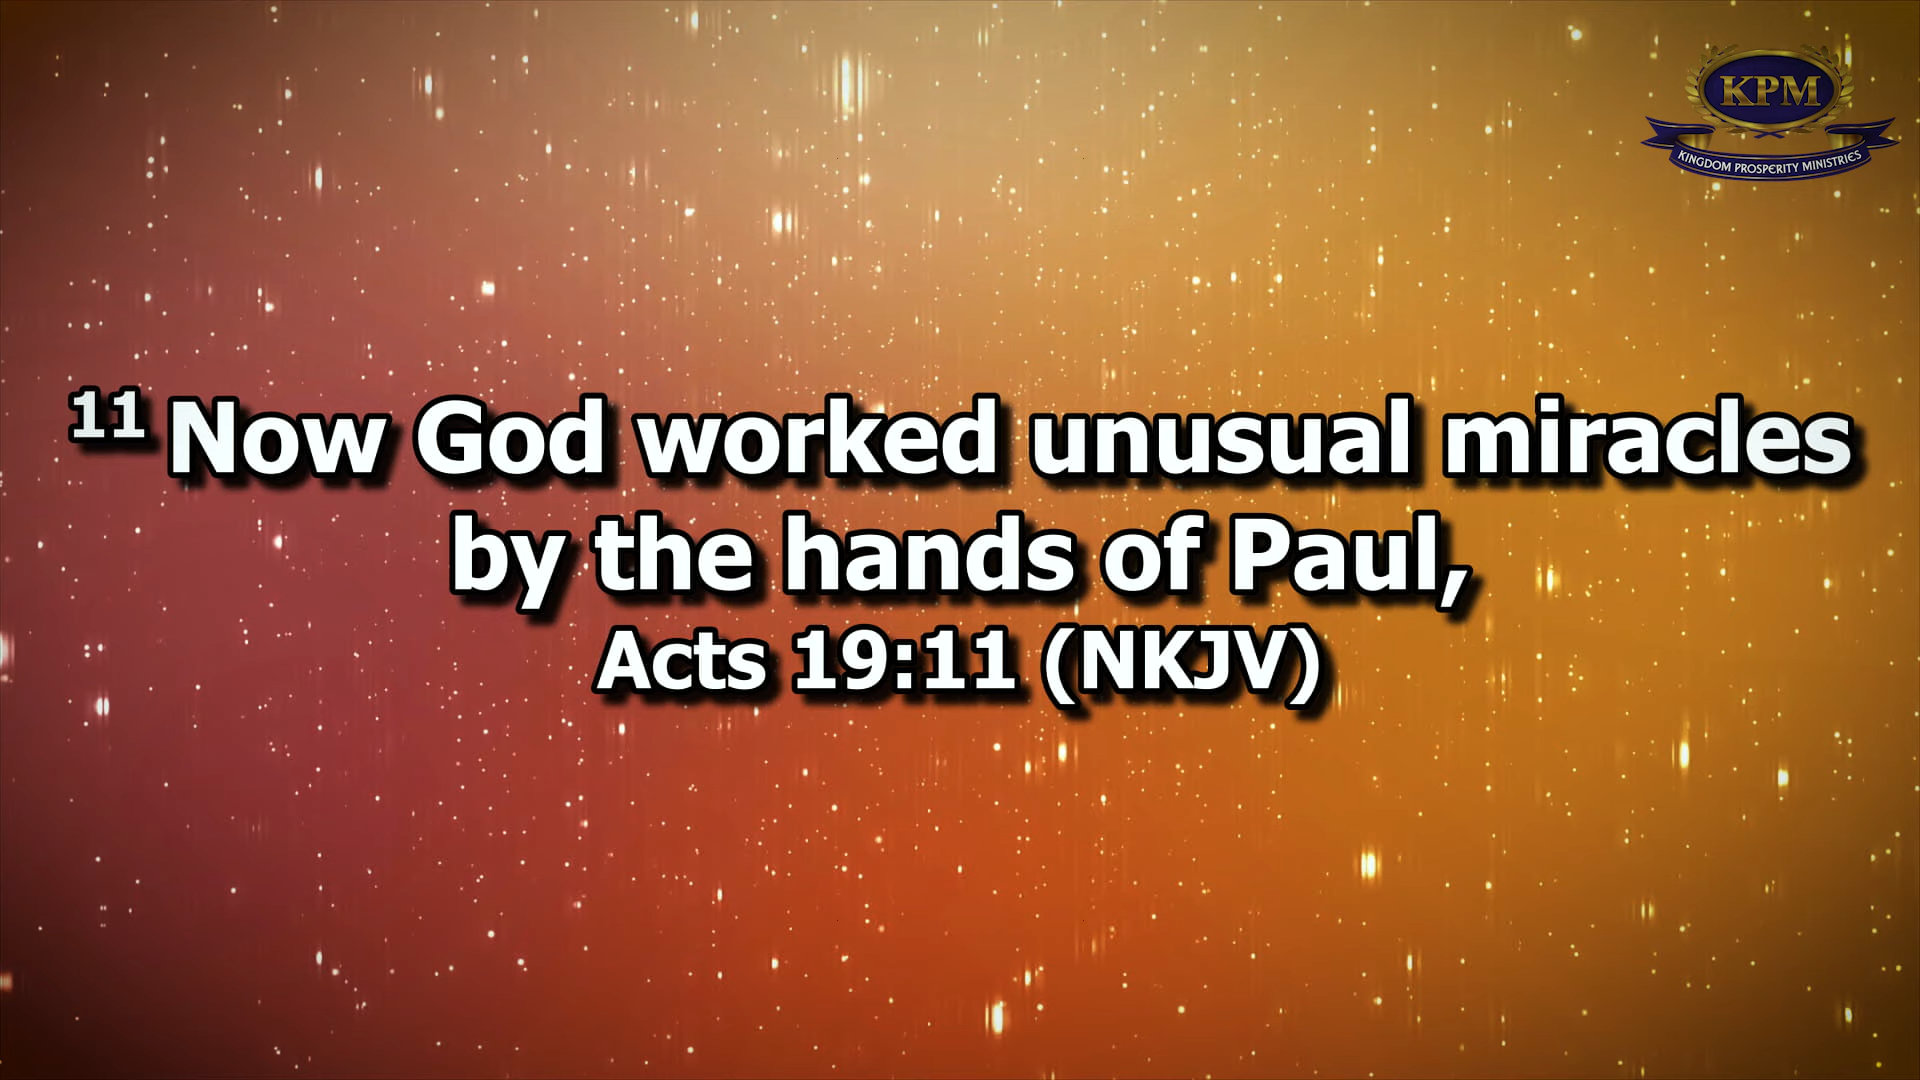 KPM
KINGDOM PROSPERITY MINISTRIES
11 Now God worked unusual miracles
by the hands of Paul,
Acts 19:11 (NKJV)